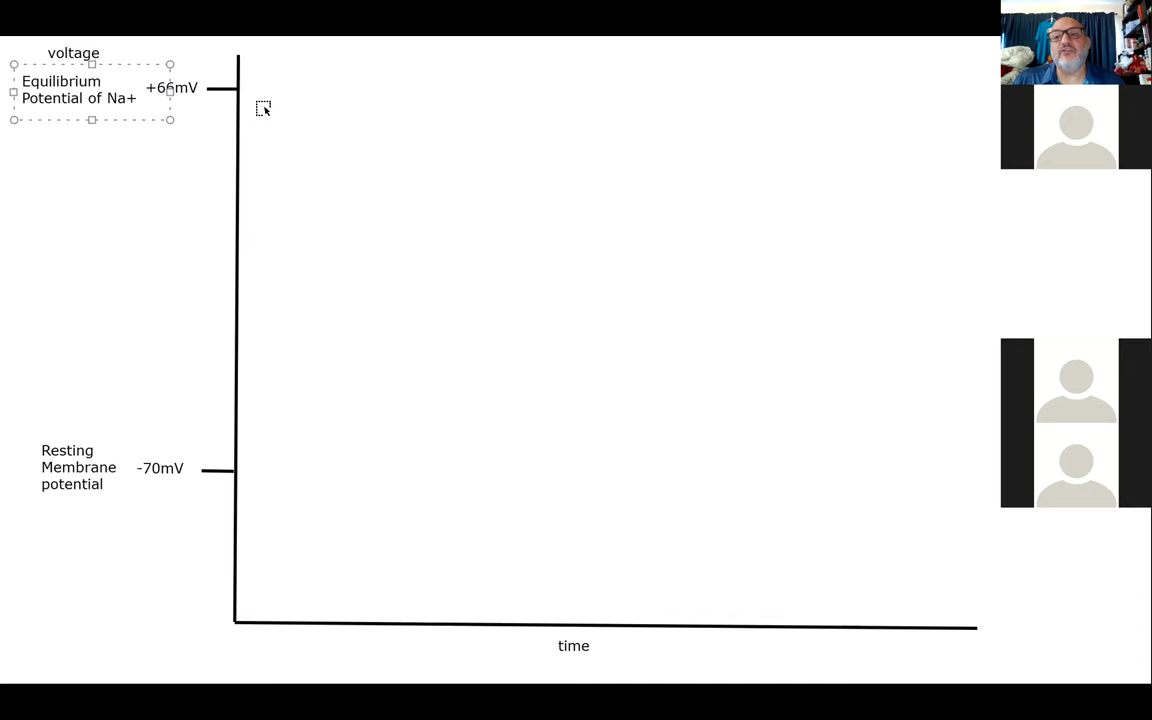 voltage
Equilibrium
Potential of Na+
+66mV
Resting
Membrane
potential
-70mV
time